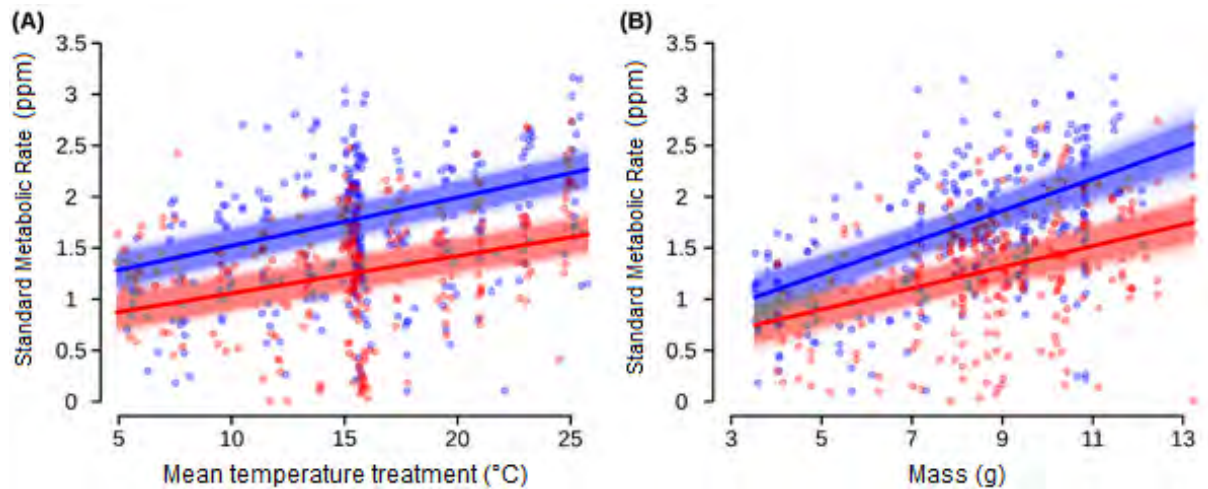 (A)
Standard Metabolic Rate (ppm)
3.5
3
2.5
2
1.5
1
0.5
0
5 10 15 20 25
Mean temperature treatment (°C)
(B)
Standard Metabolic Rate (ppm)
3.5
3
2.5
2
1.5
1
0.5
0
3 5 7 9 11 13
Mass (g)